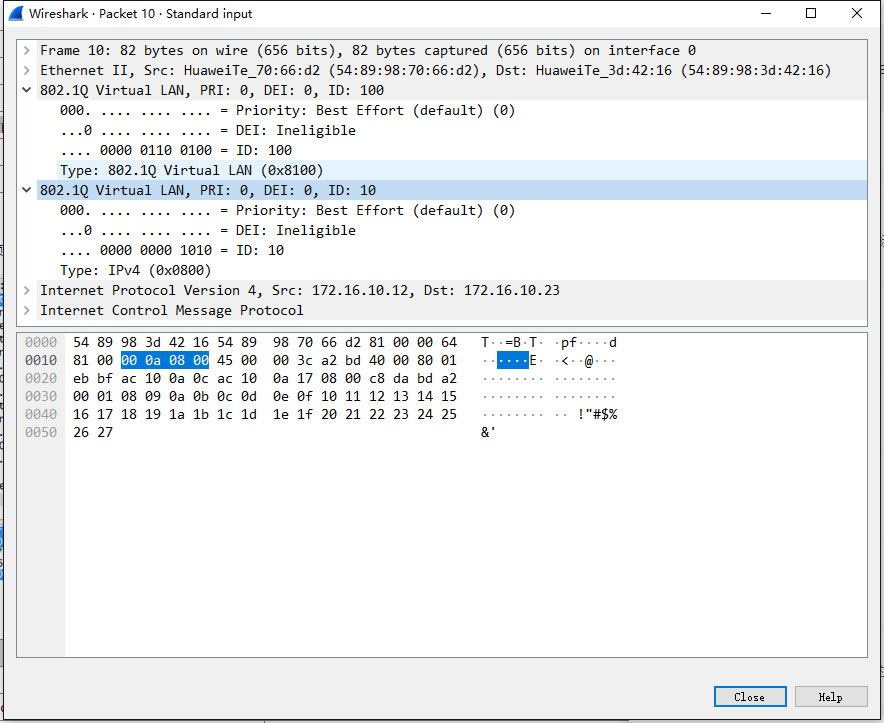 Wireshark · Packet 10 · Standard input
Frame 10: 82 bytes on wire (656 bits), 82 bytes captured (656 bits) on interface 0
Ethernet II, Src: HuaweiTe_70:66:d2 (54:89:98:70:66:d2), Dst: HuaweiTe_3d:42:16 (54:89:98:3d:42:16)
802.1Q Virtual LAN, PRI: 0, DEI: 0, ID: 100
000. .... .... .... = Priority: Best Effort (default) (0)
...0 .... .... .... = DEI: Ineligible
.... 0000 0110 0100 = ID: 100
Type: 802.1Q Virtual LAN (0x8100)
802.1Q Virtual LAN, PRI: 0, DEI: 0, ID: 10
000. .... .... .... = Priority: Best Effort (default) (0)
...0 .... .... .... = DEI: Ineligible
.... 0000 0000 1010 = ID: 10
Type: IPv4 (0x0800)
Internet Protocol Version 4, Src: 172.16.10.12, Dst: 172.16.10.23
Internet Control Message Protocol
0000 54 89 98 3d 42 16 54 89 98 70 66 d2 81 00 00 64 T··=B·T· ·pf····d
0010 81 00 00 0a 08 00 45 00 00 3c a2 bd 40 00 80 01 ······E· ·<··@···
0020 eb bf ac 10 0a 0c ac 10 0a 17 08 00 c8 da bd a2 ········ ········
0030 00 01 08 09 0a 0b 0c 0d 0e 0f 10 11 12 13 14 15 ········ ········
0040 16 17 18 19 1a 1b 1c 1d 1e 1f 20 21 22 23 24 25 ········ ·· !"#$%
0050 26 27 &'
Close Help